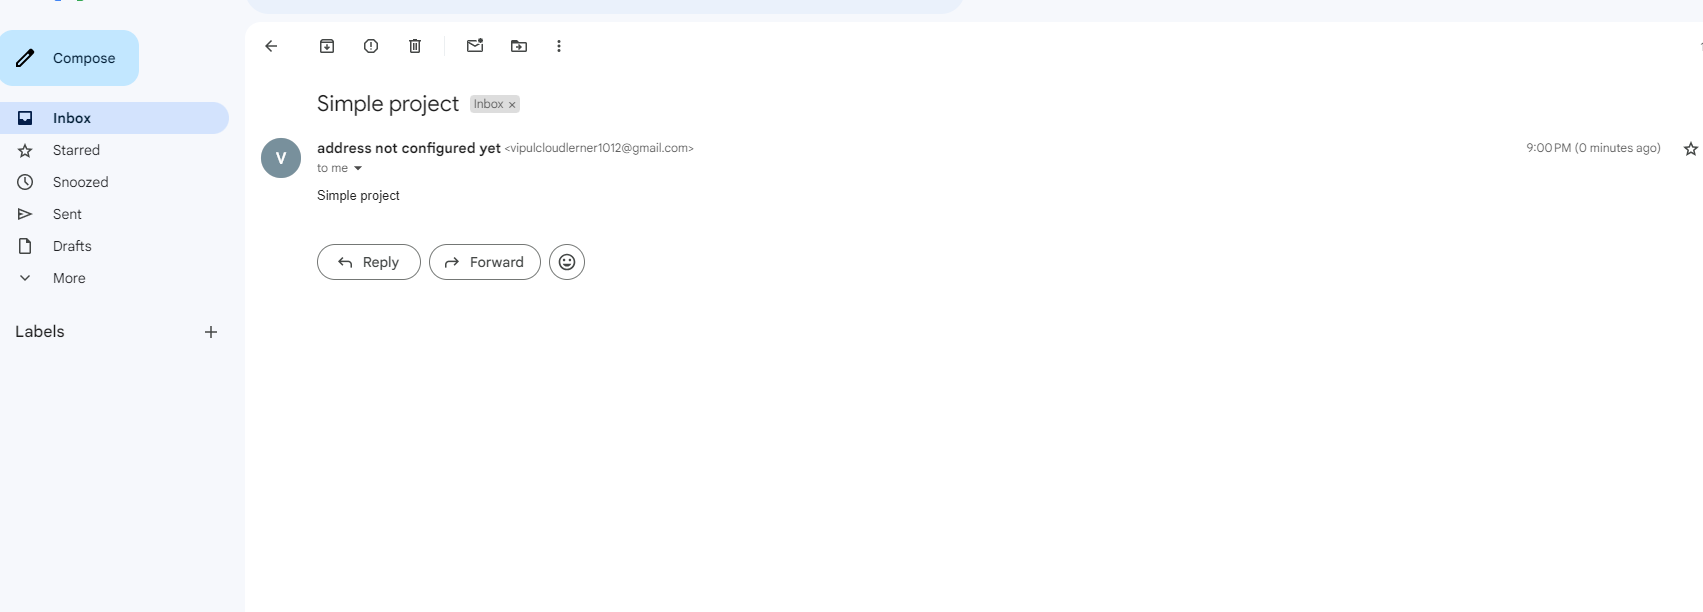 Compose
Inbox
Starred
Snoozed
Sent
Drafts
More
Labels
Simple project Inbox ×
V
address not configured yet <vipulcloudlerner1012@gmail.com> 9:00 PM (0 minutes ago)
to me
Simple project
Reply Forward